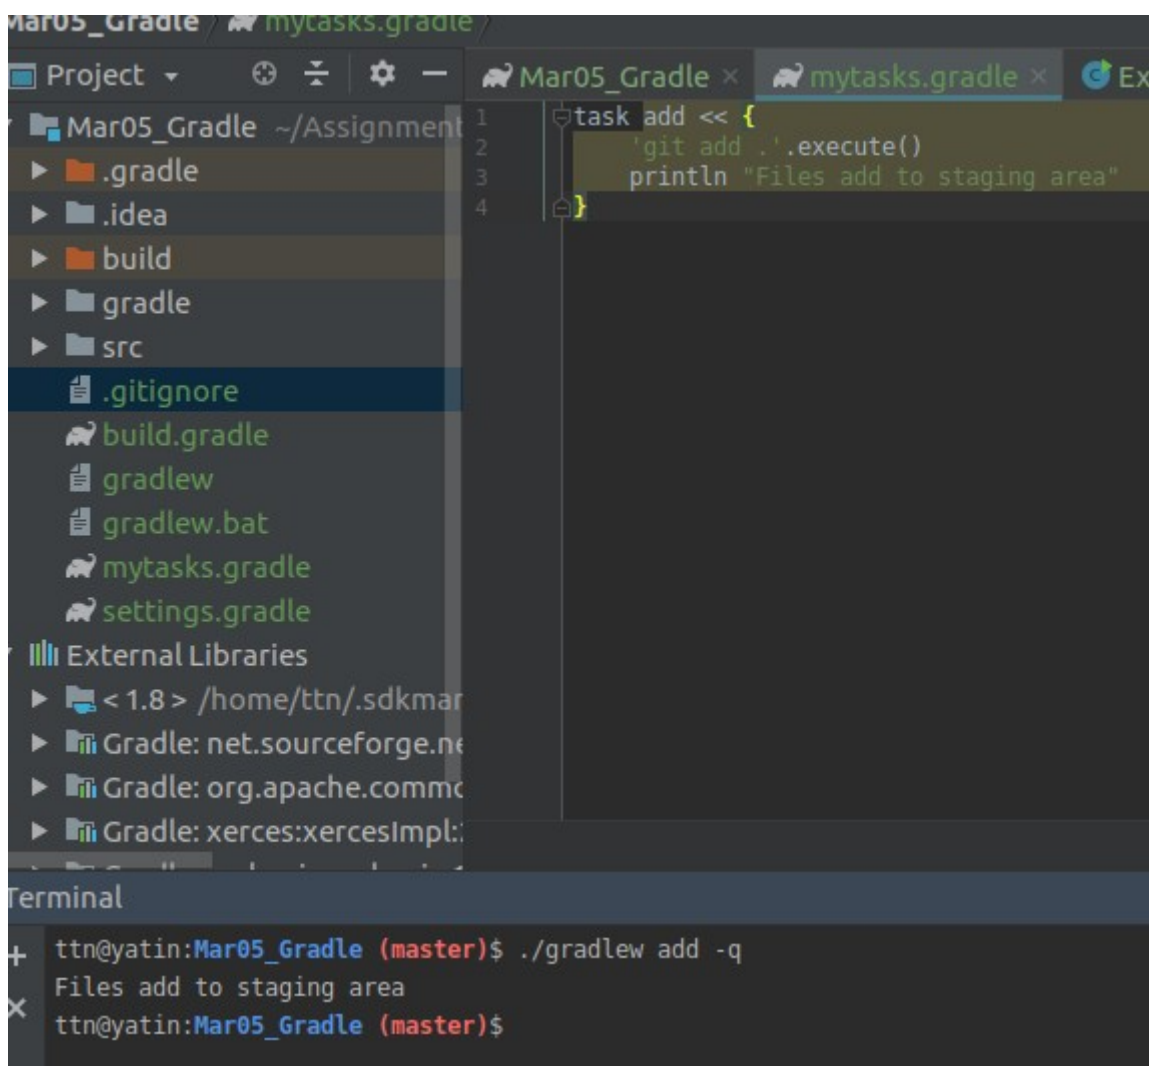 Mar05_Gradle mytasks.gradle
Project
Mar05_Gradle ~/Assignment
.gradle
.idea
build
gradle
src
.gitignore
build.gradle
gradlew
gradlew.bat
mytasks.gradle
settings.gradle
External Libraries
< 1.8 > /home/ttn/.sdkmar
Gradle: net.sourceforge.ne
Gradle: org.apache.commo
Gradle: xerces:xercesImpl:
Mar05_Gradle × mytasks.gradle × Ex
1 task add << {
2 'git add .'.execute()
3 println "Files add to staging area"
4 }
Terminal
ttn@yatin:Mar05_Gradle (master)$ ./gradlew add -q
Files add to staging area
ttn@yatin:Mar05_Gradle (master)$